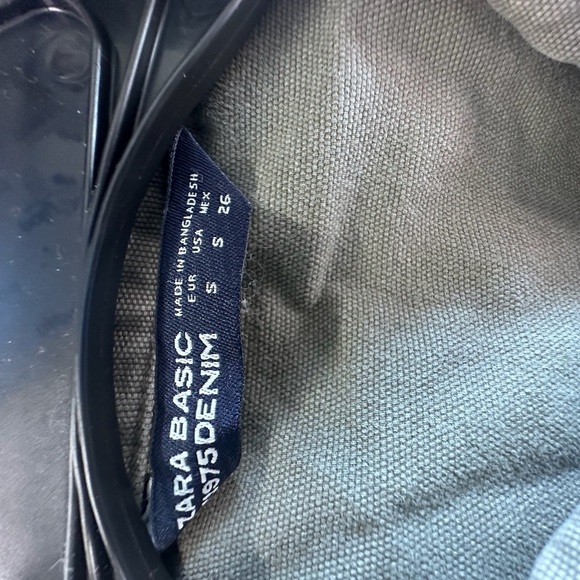 ZARA BASIC
1975 DENIM
MADE IN BANGLADESH
EUR USA MEX
S S 26